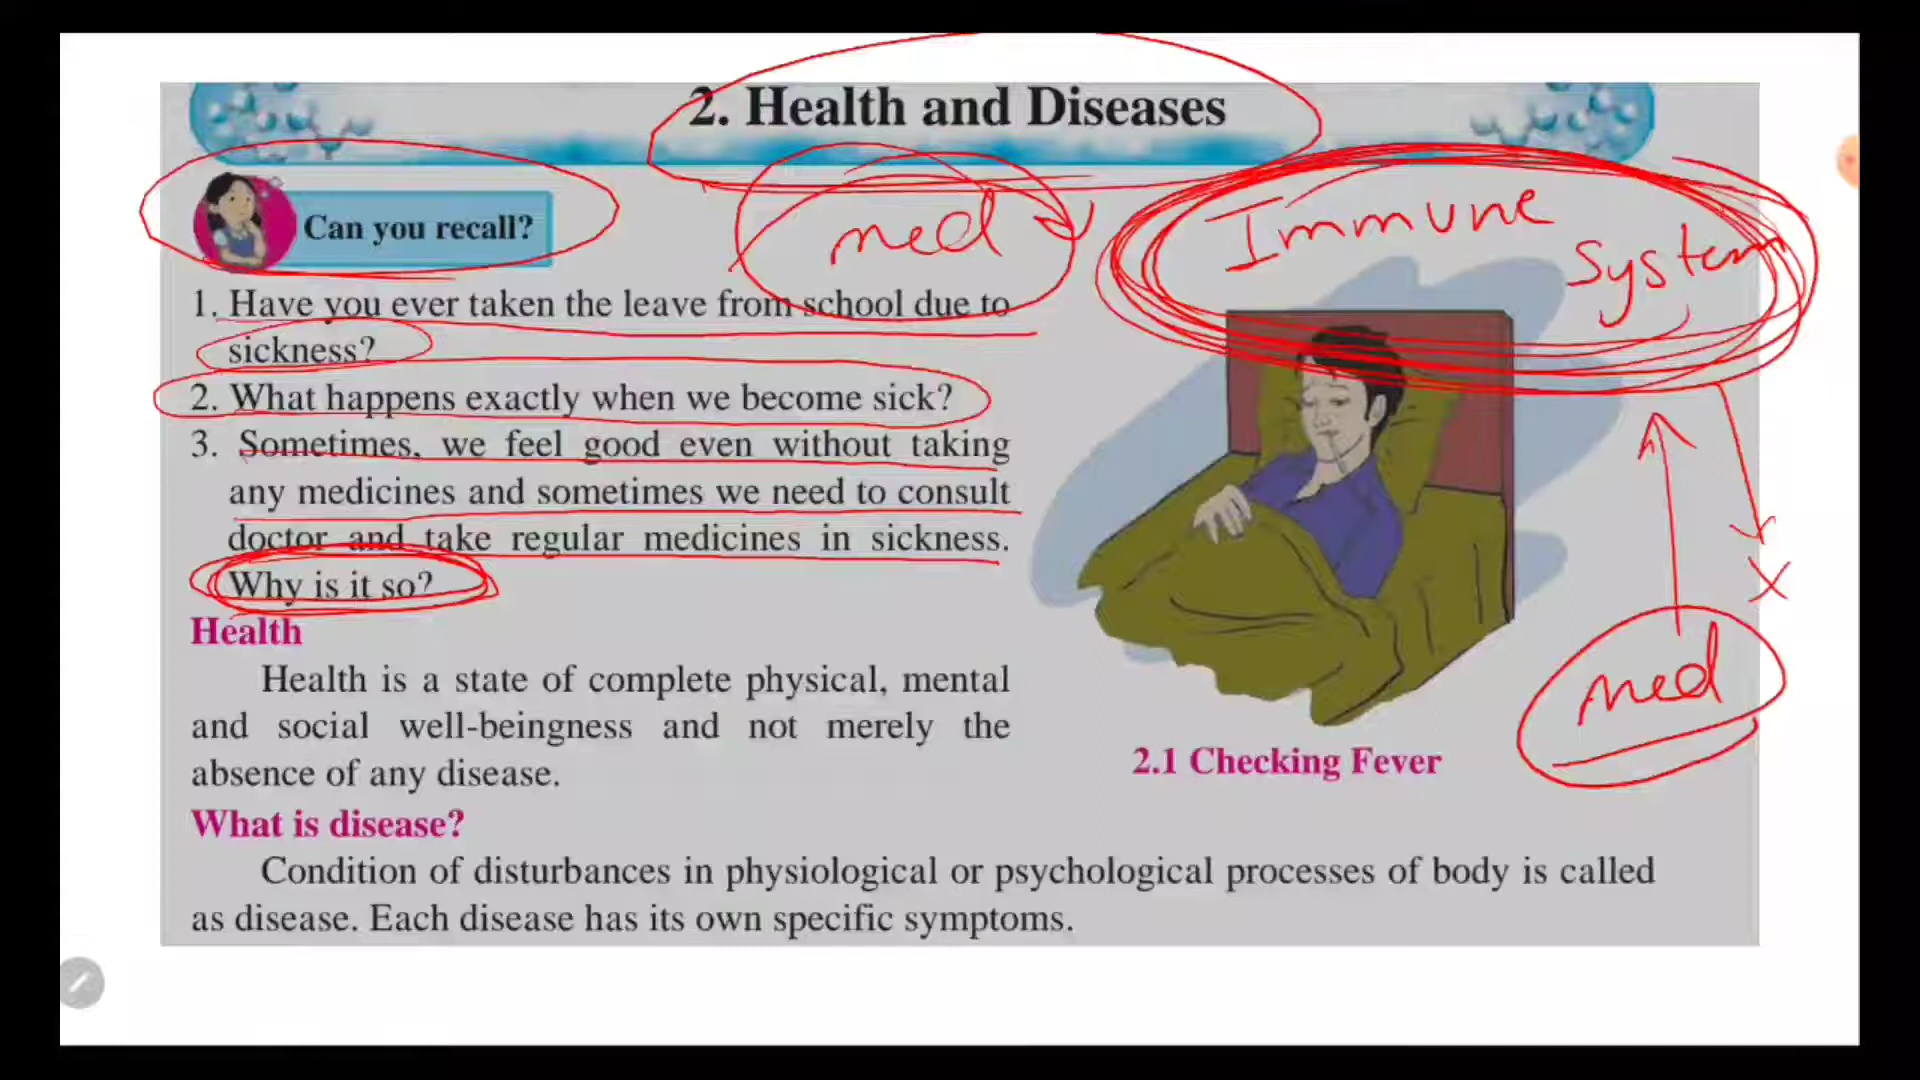 2. Health and Diseases
Can you recall?
med
Immune
System
1. Have you ever taken the leave from school due to
sickness?
2. What happens exactly when we become sick?
3. Sometimes, we feel good even without taking
any medicines and sometimes we need to consult
doctor and take regular medicines in sickness.
Why is it so?
x
med
Health
Health is a state of complete physical, mental
and social well-beingness and not merely the
absence of any disease.
2.1 Checking Fever
What is disease?
Condition of disturbances in physiological or psychological processes of body is called
as disease. Each disease has its own specific symptoms.